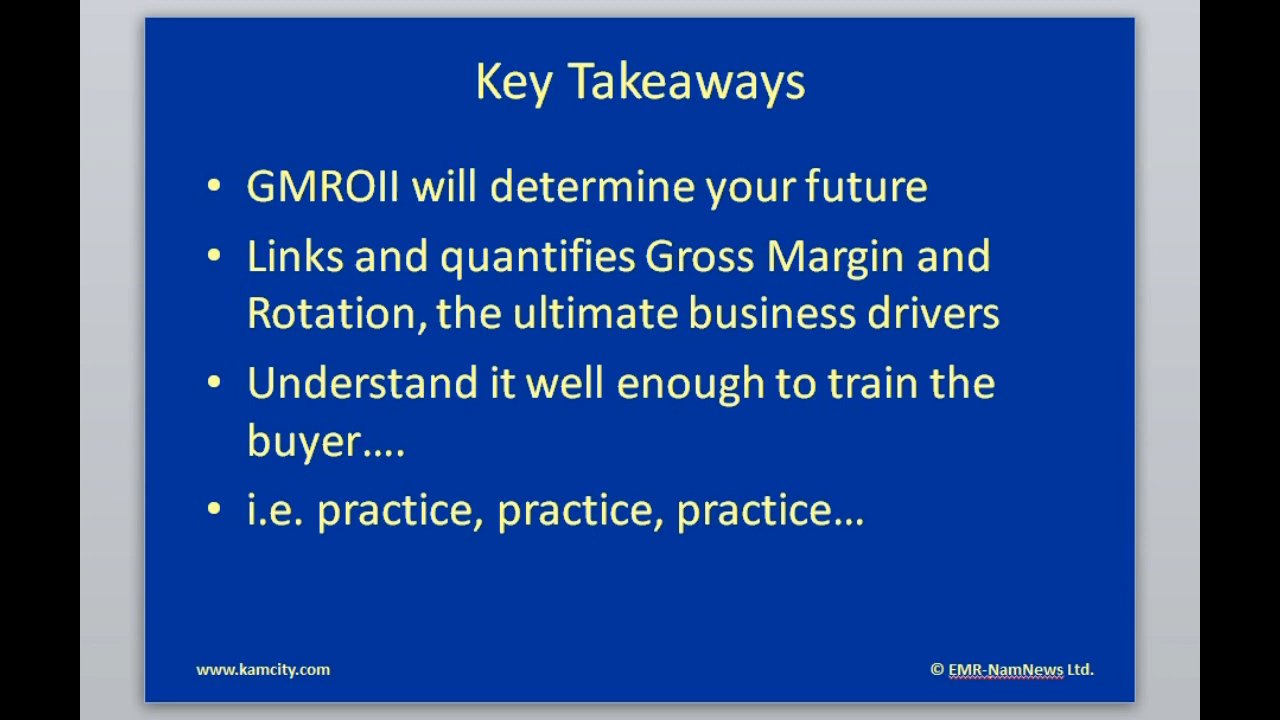 Key Takeaways
• GMROII will determine your future
• Links and quantifies Gross Margin and
Rotation, the ultimate business drivers
• Understand it well enough to train the
buyer....
• i.e. practice, practice, practice...
www.kamcity.com
© EMR-NamNews Ltd.